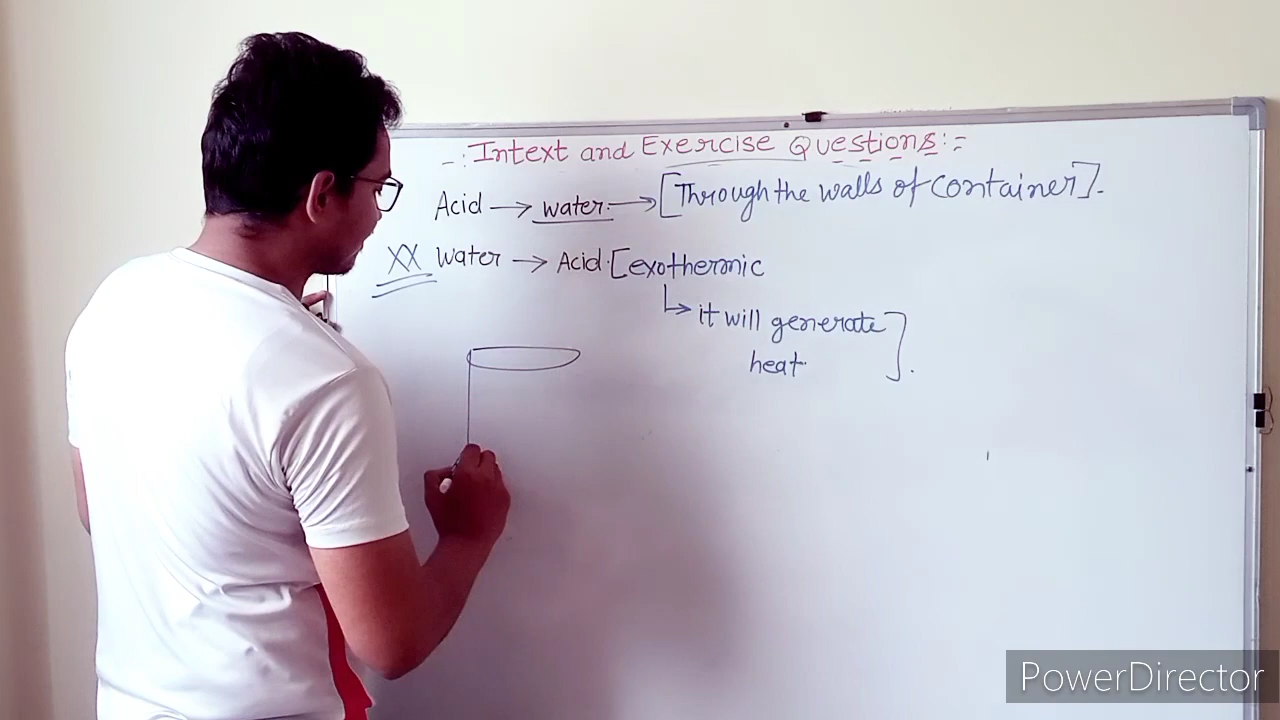 -: Intext and Exercise Questions:-
Acid → water. → [Through the walls of container].
XX Water → Acid. [exothermic
↳ it will generate
heat. ].
PowerDirector